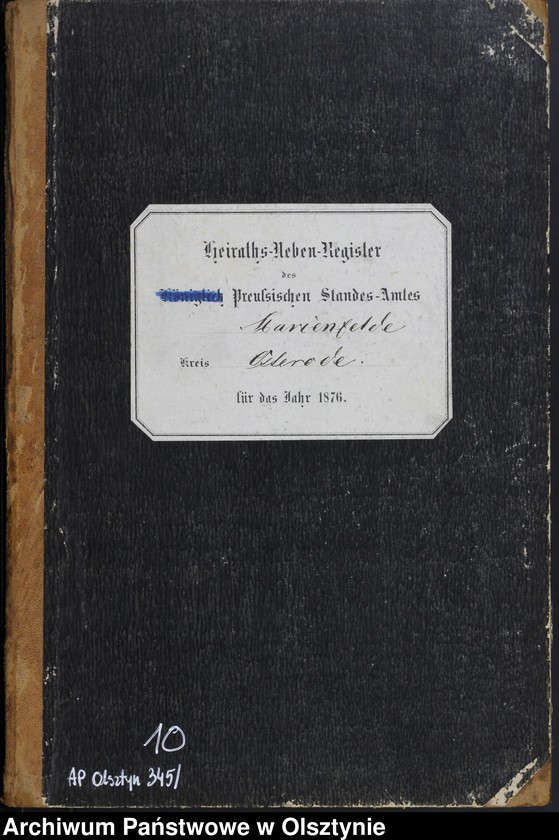 Heiraths-Neben-Register
des
Königlich Preußischen Standes-Amtes
Marienfelde
Kreis Osterode.
für das Jahr 1876.
10
AP Olsztyn 345/
Archiwum Państwowe w Olsztynie